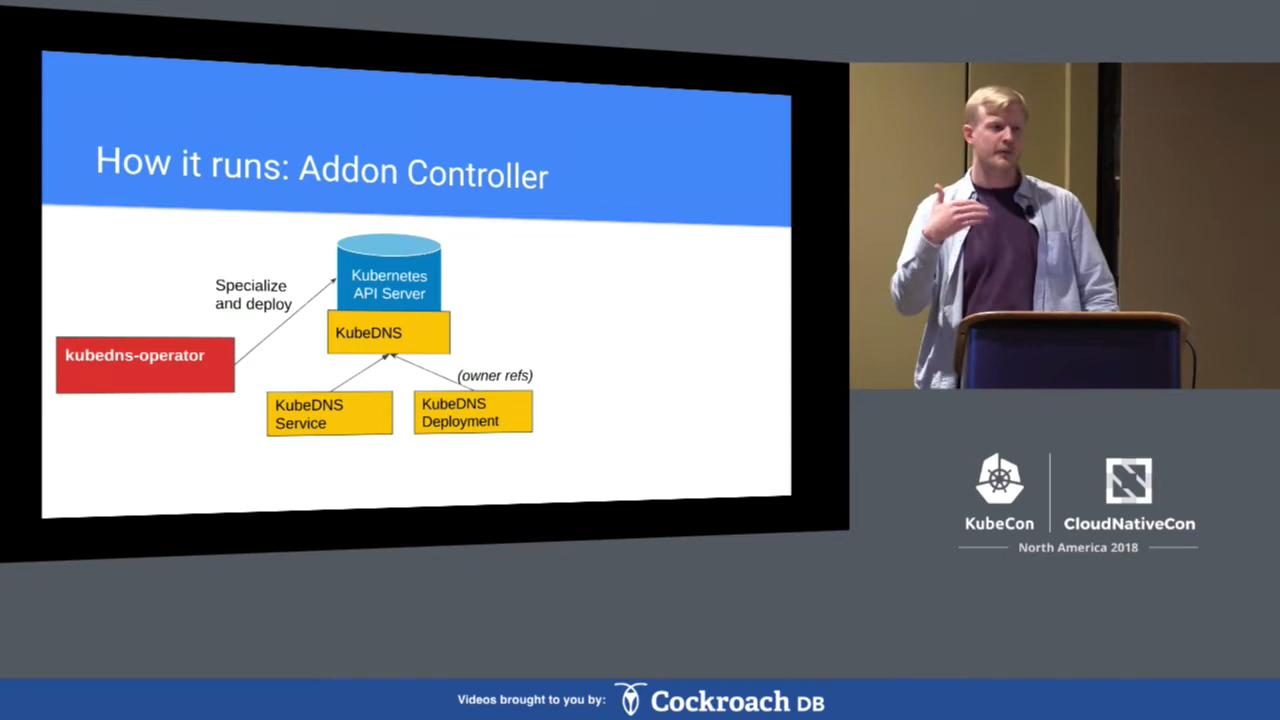 How it runs: Addon Controller
Kubernetes
API Server
Specialize
and deploy
KubeDNS
kubedns-operator
(owner refs)
KubeDNS
Service
KubeDNS
Deployment
KubeCon
CloudNativeCon
North America 2018
Videos brought to you by:
Cockroach DB